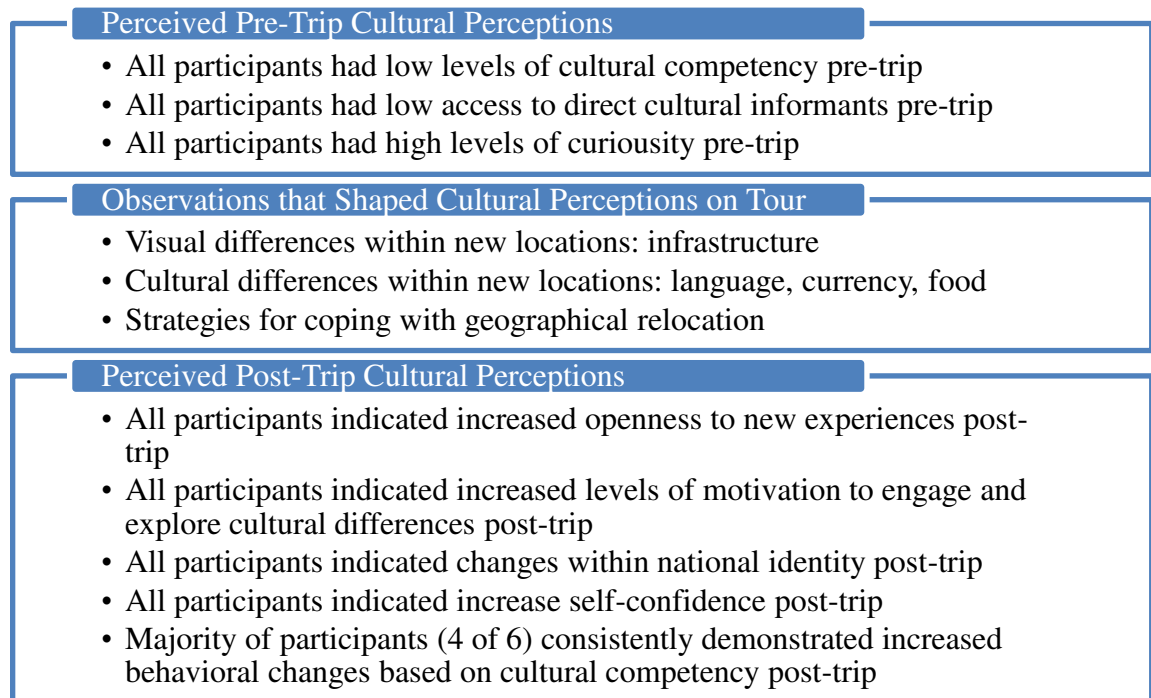 Perceived Pre-Trip Cultural Perceptions
• All participants had low levels of cultural competency pre-trip
• All participants had low access to direct cultural informants pre-trip
• All participants had high levels of curiousity pre-trip
Observations that Shaped Cultural Perceptions on Tour
• Visual differences within new locations: infrastructure
• Cultural differences within new locations: language, currency, food
• Strategies for coping with geographical relocation
Perceived Post-Trip Cultural Perceptions
• All participants indicated increased openness to new experiences post-
trip
• All participants indicated increased levels of motivation to engage and
explore cultural differences post-trip
• All participants indicated changes within national identity post-trip
• All participants indicated increase self-confidence post-trip
• Majority of participants (4 of 6) consistently demonstrated increased
behavioral changes based on cultural competency post-trip